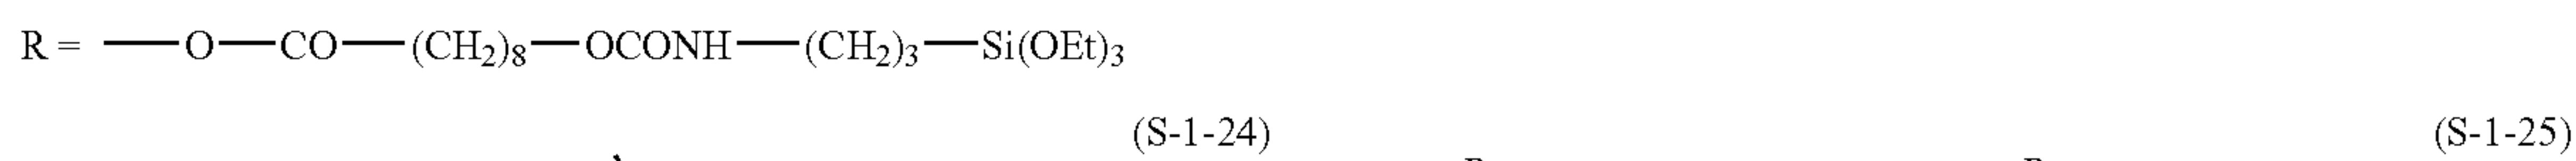 R = —O—CO—(CH₂)₈—OCONH—(CH₂)₃—Si(OEt)₃
(S-1-24) (S-1-25)